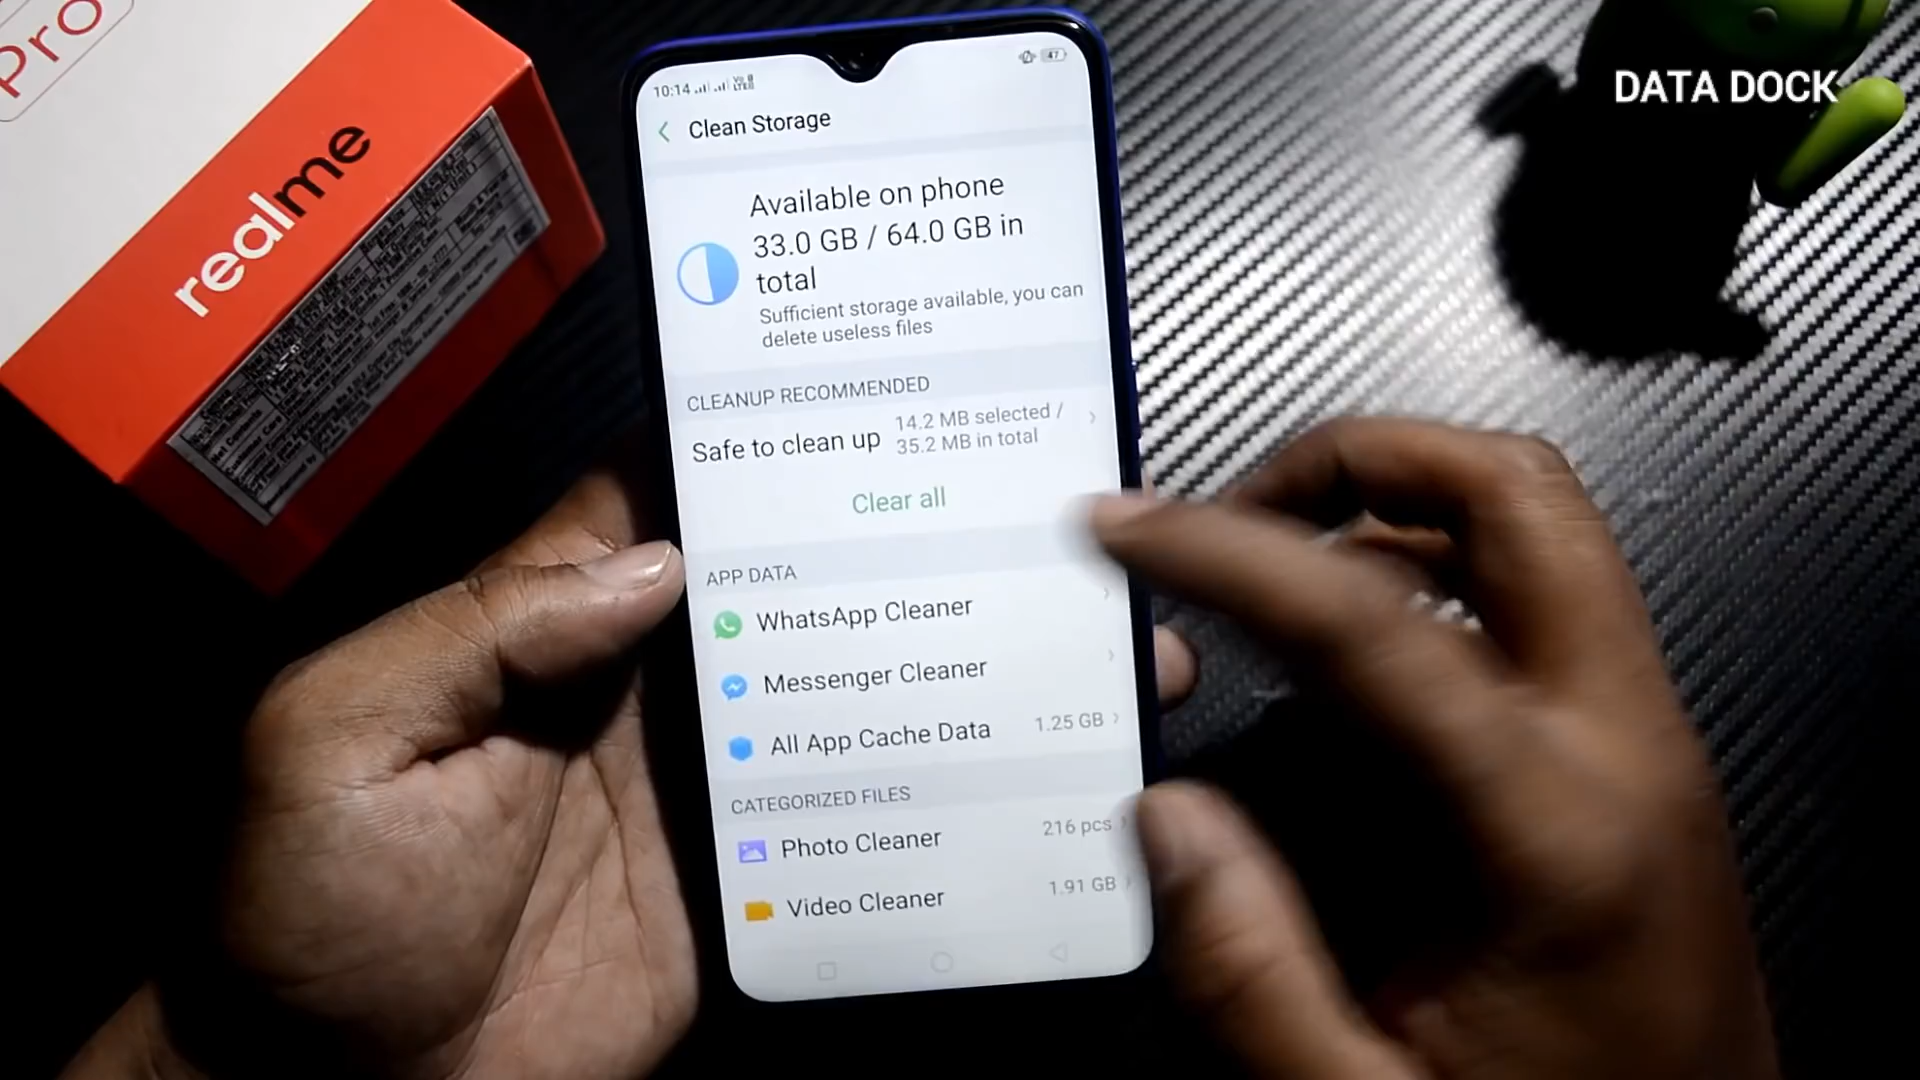 Pro
realme
DATA DOCK
10:14
47
Clean Storage
Available on phone
33.0 GB / 64.0 GB in
total
Sufficient storage available, you can
delete useless files
CLEANUP RECOMMENDED
Safe to clean up
14.2 MB selected /
35.2 MB in total
Clear all
APP DATA
WhatsApp Cleaner
Messenger Cleaner
All App Cache Data 1.25 GB
CATEGORIZED FILES
Photo Cleaner 216 pcs
Video Cleaner 1.91 GB